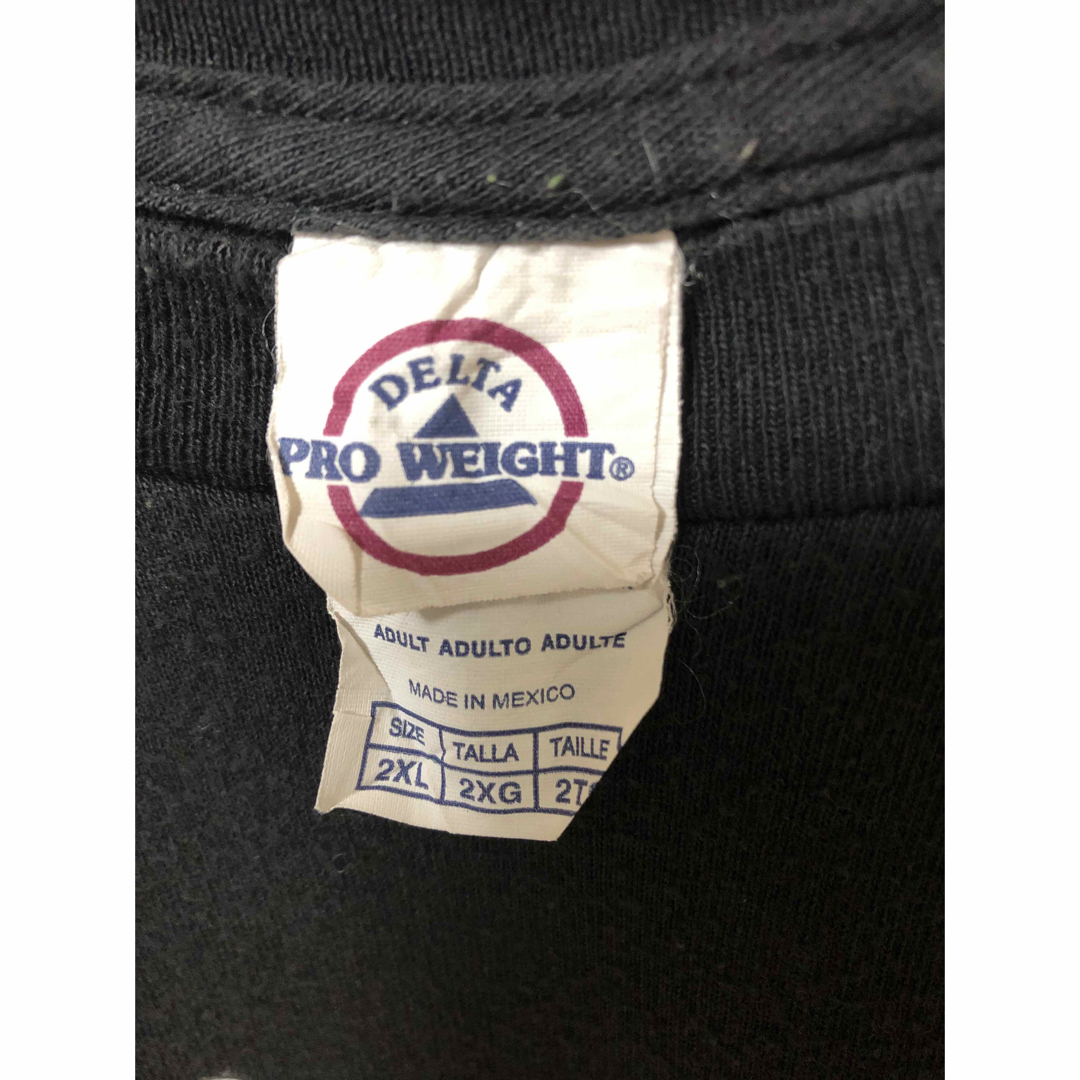 DELTA
PRO WEIGHT®
ADULT ADULTO ADULTE
MADE IN MEXICO
SIZE TALLA TAILLE
2XL 2XG